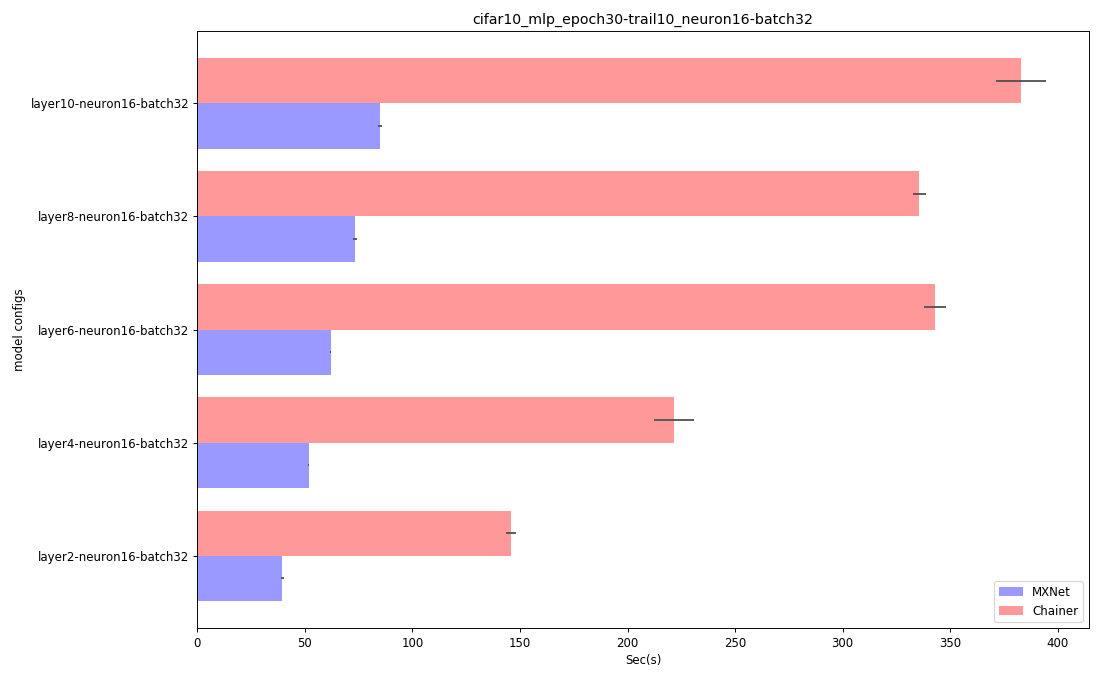 cifar10_mlp_epoch30-trail10_neuron16-batch32
model configs
layer10-neuron16-batch32
layer8-neuron16-batch32
layer6-neuron16-batch32
layer4-neuron16-batch32
layer2-neuron16-batch32
MXNet
Chainer
0 50 100 150 200 250 300 350 400
Sec(s)